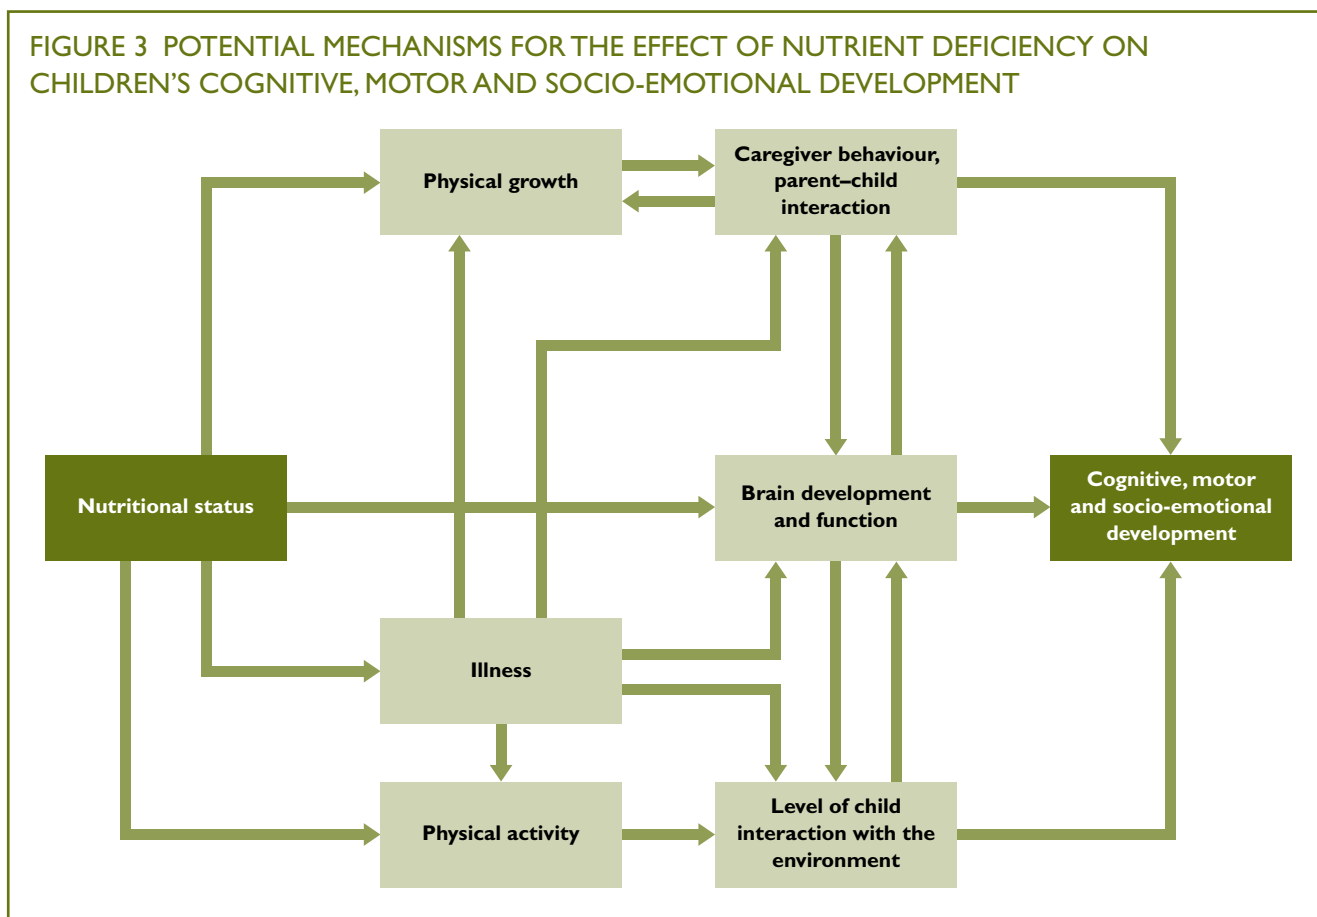 FIGURE 3 POTENTIAL MECHANISMS FOR THE EFFECT OF NUTRIENT DEFICIENCY ON
CHILDREN’S COGNITIVE, MOTOR AND SOCIO-EMOTIONAL DEVELOPMENT
Physical growth
Caregiver behaviour,
parent–child
interaction
Nutritional status
Brain development
and function
Cognitive, motor
and socio-emotional
development
Illness
Physical activity
Level of child
interaction with the
environment